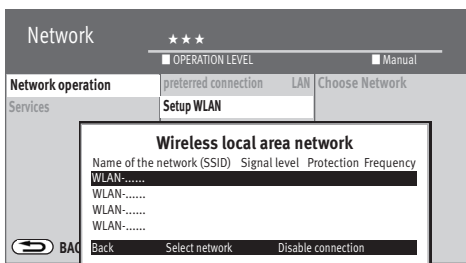 Network
★★★
OPERATION LEVEL Manual
Network operation preferred connection LAN Choose Network
Services Setup WLAN
Wireless local area network
Name of the network (SSID) Signal level Protection Frequency
WLAN-......
WLAN-......
WLAN-......
WLAN-......
BAC Back Select network Disable connection